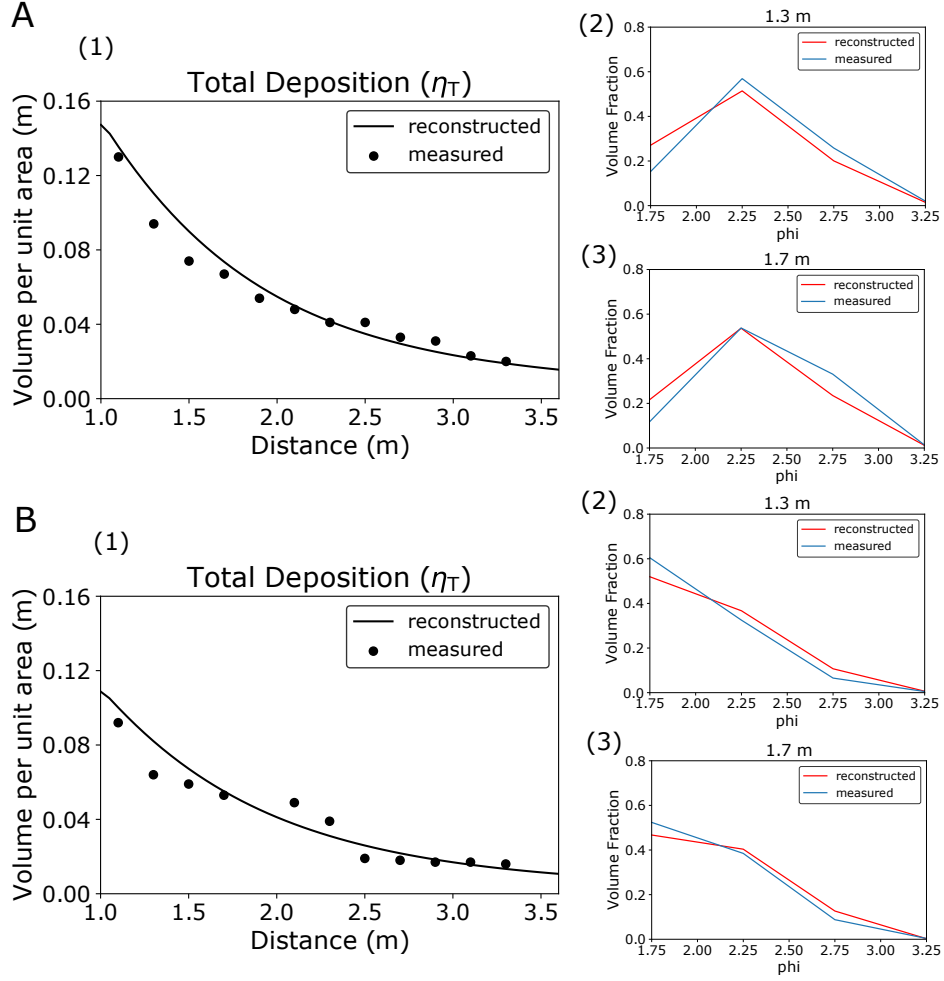 A
(1)
Total Deposition (ηT)
Volume per unit area (m)
0.16
0.12
0.08
0.04
0.00
reconstructed
measured
1.0 1.5 2.0 2.5 3.0 3.5
Distance (m)
(2)
1.3 m
Volume Fraction
0.8
0.6
0.4
0.2
0.0
reconstructed
measured
1.75 2.00 2.25 2.50 2.75 3.00 3.25
phi
(3)
1.7 m
Volume Fraction
0.8
0.6
0.4
0.2
0.0
reconstructed
measured
1.75 2.00 2.25 2.50 2.75 3.00 3.25
phi
B
(1)
Total Deposition (ηT)
Volume per unit area (m)
0.16
0.12
0.08
0.04
0.00
reconstructed
measured
1.0 1.5 2.0 2.5 3.0 3.5
Distance (m)
(2)
1.3 m
Volume Fraction
0.8
0.6
0.4
0.2
0.0
reconstructed
measured
1.75 2.00 2.25 2.50 2.75 3.00 3.25
phi
(3)
1.7 m
Volume Fraction
0.8
0.6
0.4
0.2
0.0
reconstructed
measured
1.75 2.00 2.25 2.50 2.75 3.00 3.25
phi